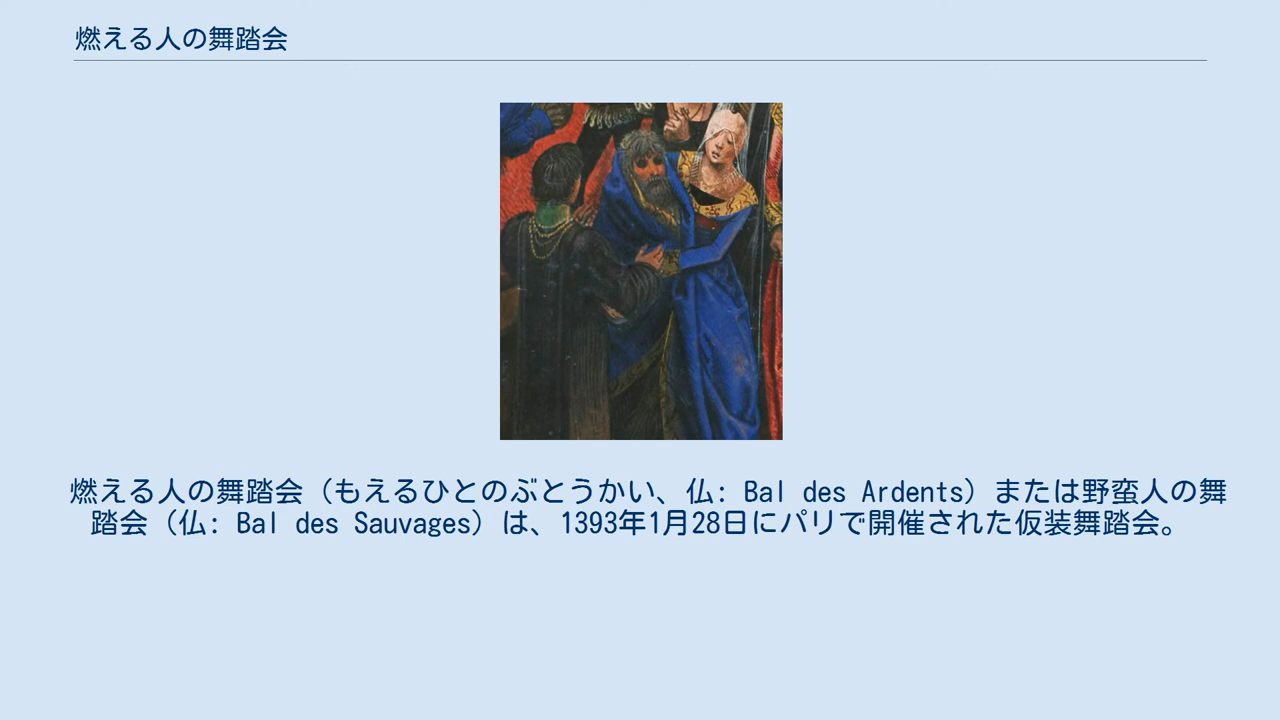 燃える人の舞踏会
燃える人の舞踏会（もえるひとのぶとうかい、仏: Bal des Ardents）または野蛮人の舞
踏会（仏: Bal des Sauvages）は、1393年1月28日にパリで開催された仮装舞踏会。